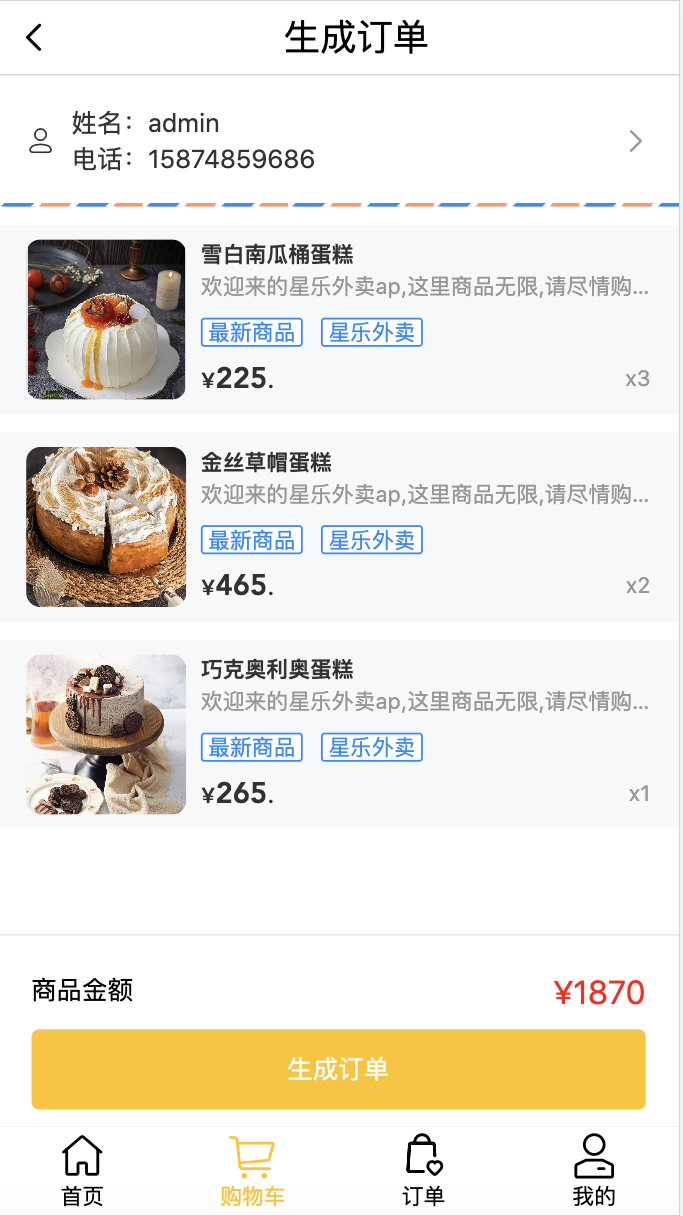 生成订单
姓名：admin
电话：15874859686
雪白南瓜桶蛋糕
欢迎来的星乐外卖ap,这里商品无限,请尽情购...
最新商品 星乐外卖
¥225. x3
金丝草帽蛋糕
欢迎来的星乐外卖ap,这里商品无限,请尽情购...
最新商品 星乐外卖
¥465. x2
巧克奥利奥蛋糕
欢迎来的星乐外卖ap,这里商品无限,请尽情购...
最新商品 星乐外卖
¥265. x1
商品金额 ¥1870
生成订单
首页 购物车 订单 我的